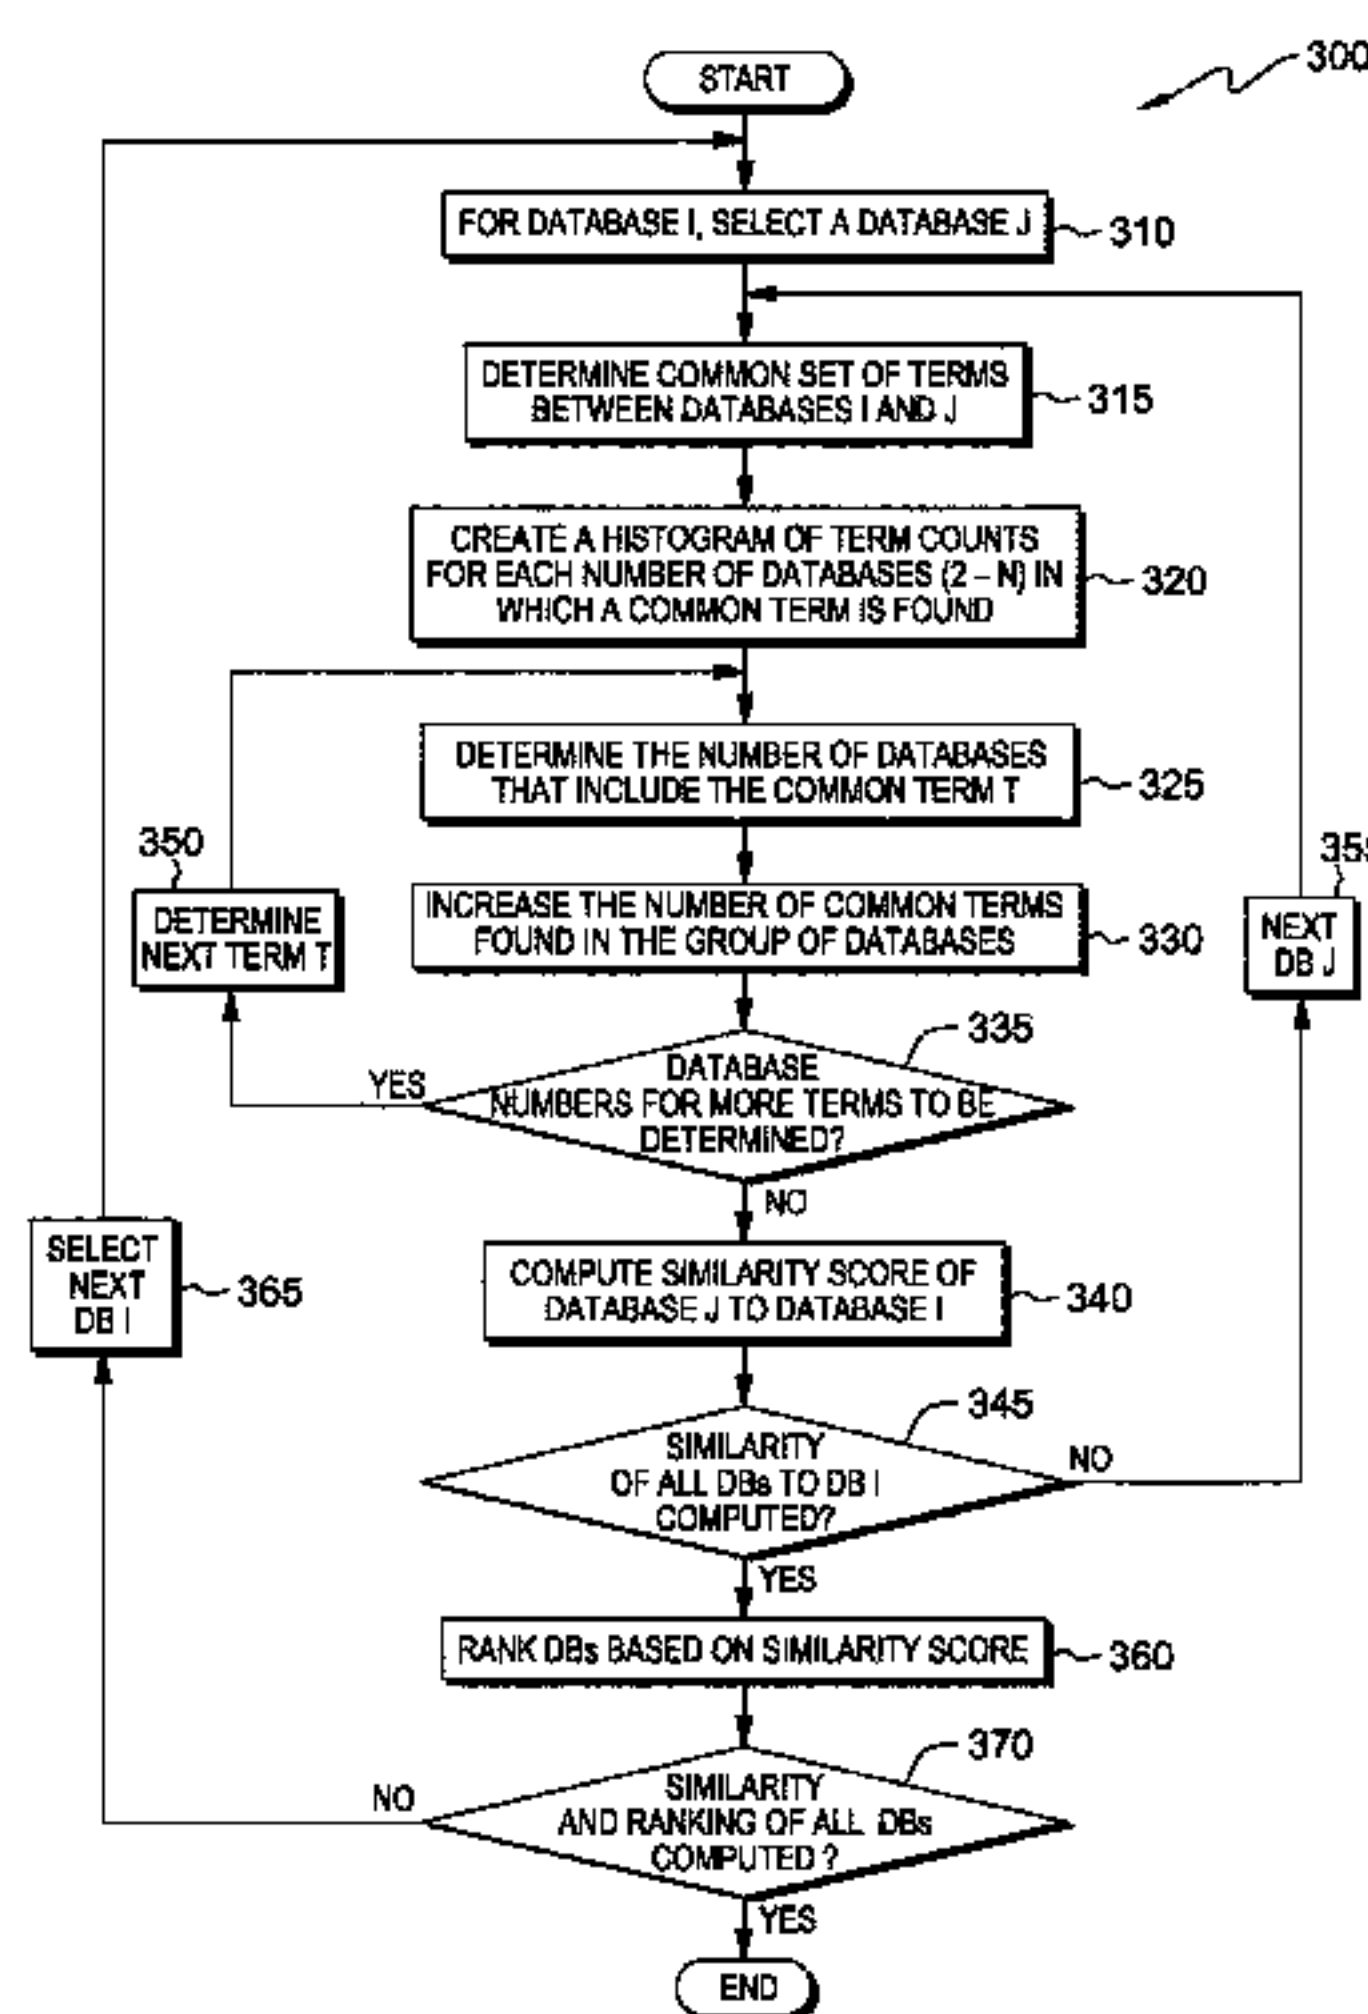 START
300
FOR DATABASE I, SELECT A DATABASE J
310
DETERMINE COMMON SET OF TERMS
BETWEEN DATABASES I AND J
315
CREATE A HISTOGRAM OF TERM COUNTS
FOR EACH NUMBER OF DATABASES (2 – N) IN
WHICH A COMMON TERM IS FOUND
320
DETERMINE THE NUMBER OF DATABASES
THAT INCLUDE THE COMMON TERM T
325
350
DETERMINE
NEXT TERM T
INCREASE THE NUMBER OF COMMON TERMS
FOUND IN THE GROUP OF DATABASES
330
355
NEXT
DB J
335
DATABASE
NUMBERS FOR MORE TERMS TO BE
DETERMINED?
YES
NO
SELECT
NEXT
DB I
365
COMPUTE SIMILARITY SCORE OF
DATABASE J TO DATABASE I
340
345
SIMILARITY
OF ALL DBs TO DB I
COMPUTED?
NO
YES
RANK DBs BASED ON SIMILARITY SCORE
360
370
SIMILARITY
AND RANKING OF ALL DBs
COMPUTED ?
NO
YES
END